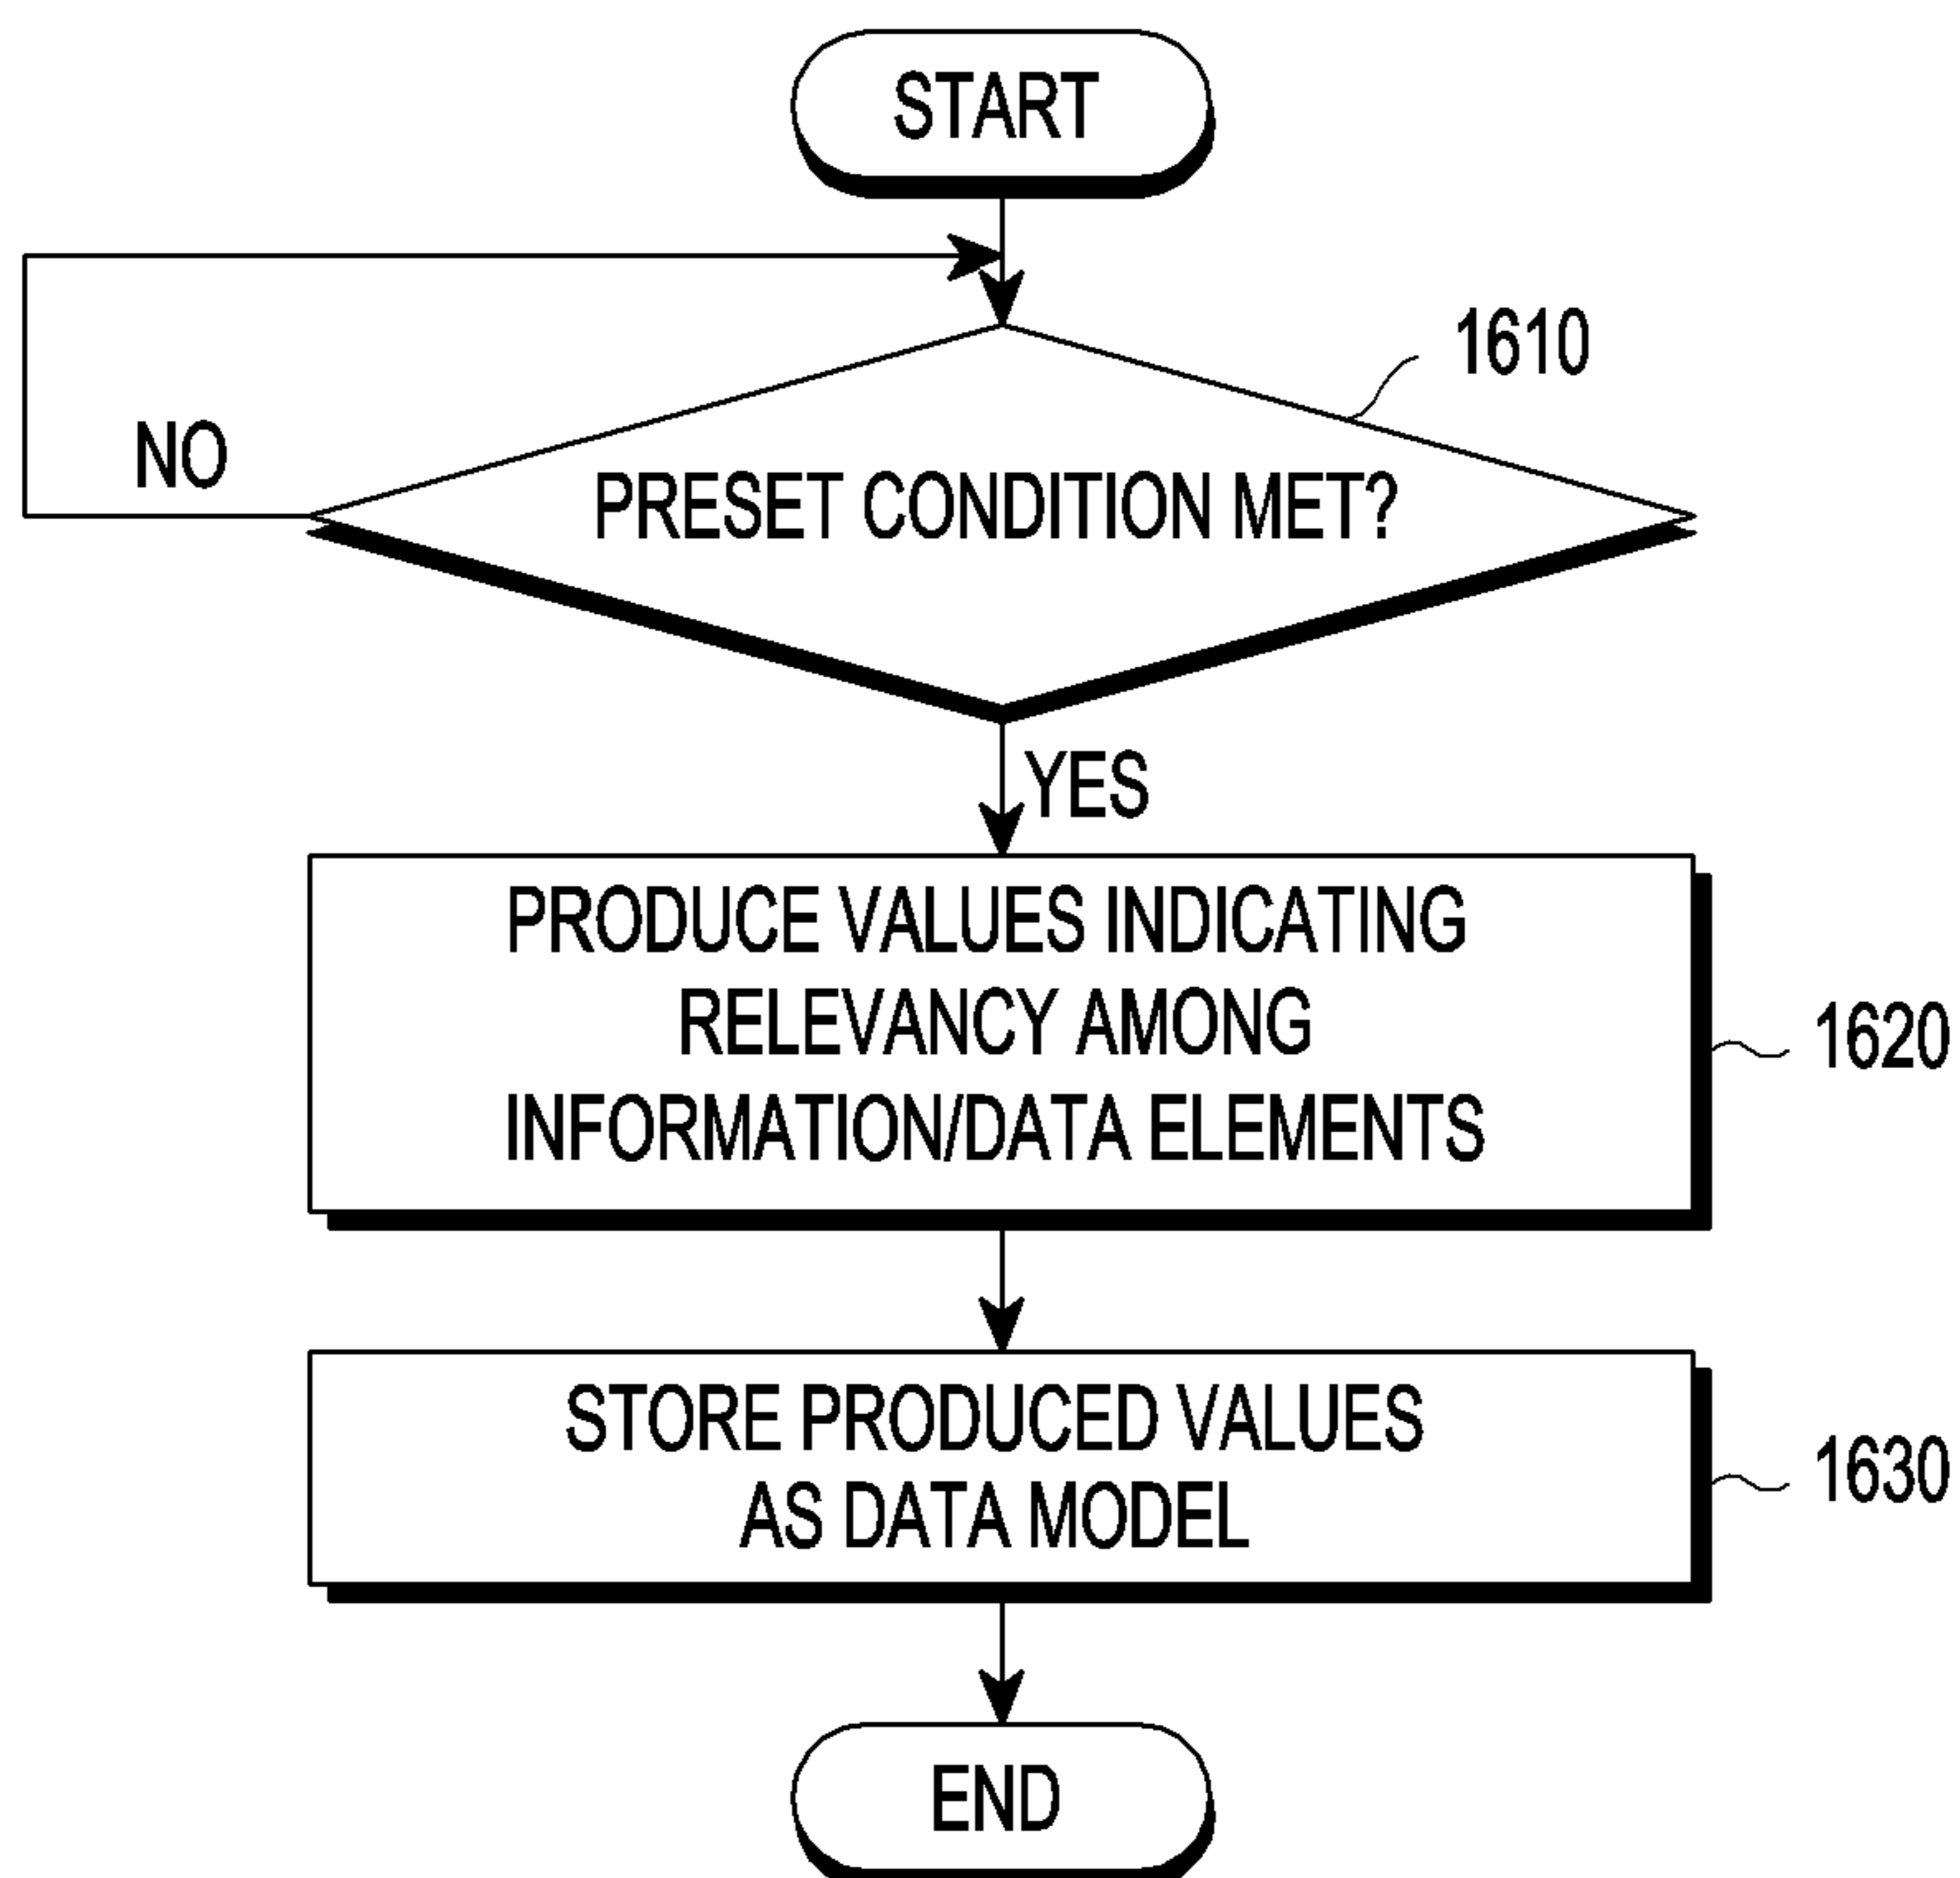 START
1610
NO
PRESET CONDITION MET?
YES
PRODUCE VALUES INDICATING
RELEVANCY AMONG
INFORMATION/DATA ELEMENTS
1620
STORE PRODUCED VALUES
AS DATA MODEL
1630
END